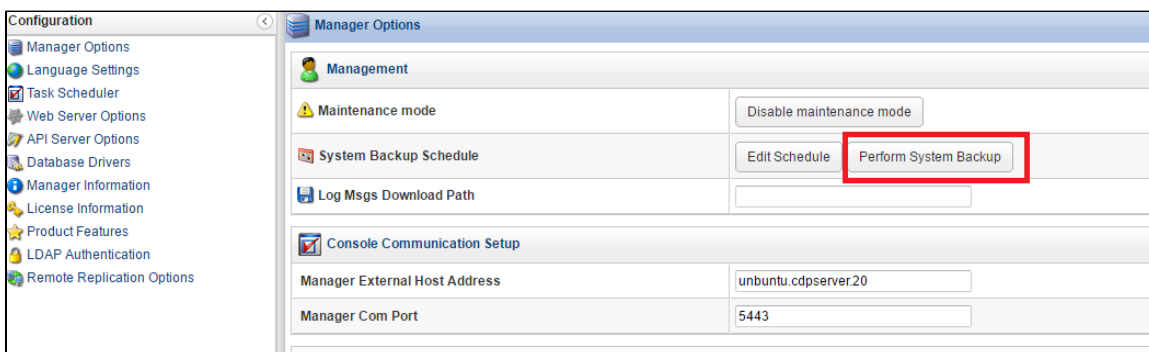 Configuration
Manager Options
Language Settings
Task Scheduler
Web Server Options
API Server Options
Database Drivers
Manager Information
License Information
Product Features
LDAP Authentication
Remote Replication Options
Manager Options
Management
Maintenance mode
Disable maintenance mode
System Backup Schedule
Edit Schedule
Perform System Backup
Log Msgs Download Path
Console Communication Setup
Manager External Host Address
unbuntu.cdpserver.20
Manager Com Port
5443